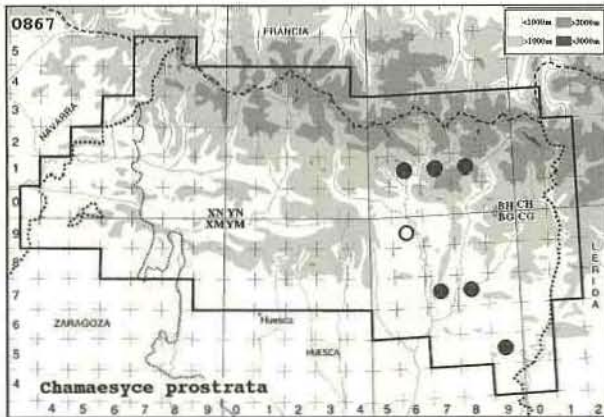 0867
FRANCIA
<1000m >2000m
>1000m >3000m
NAVARRA
5
4
3
2
1
0
9
8
7
6
5
4
XN YN
XM YM
BH CH
BG CG
LERIDA
ZARAGOZA
Huesca
HUESCA
Chamaesyce prostrata
4 5 6 7 8 9 0 1 2 3 4 5 6 7 8 9 0 1 2 3